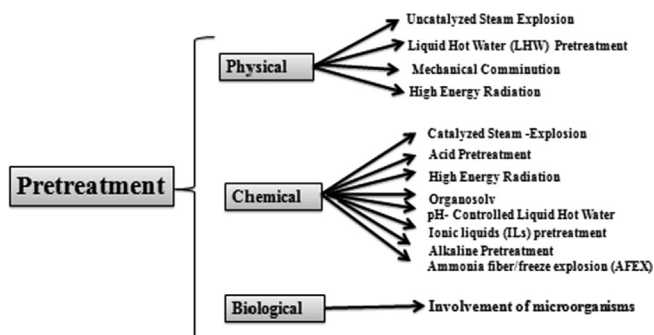 Pretreatment
Physical
Uncatalyzed Steam Explosion
Liquid Hot Water (LHW) Pretreatment
Mechanical Comminution
High Energy Radiation
Chemical
Catalyzed Steam -Explosion
Acid Pretreatment
High Energy Radiation
Organosolv
pH- Controlled Liquid Hot Water
Ionic liquids (ILs) pretreatment
Alkaline Pretreatment
Ammonia fiber/freeze explosion (AFEX)
Biological
Involvement of microorganisms